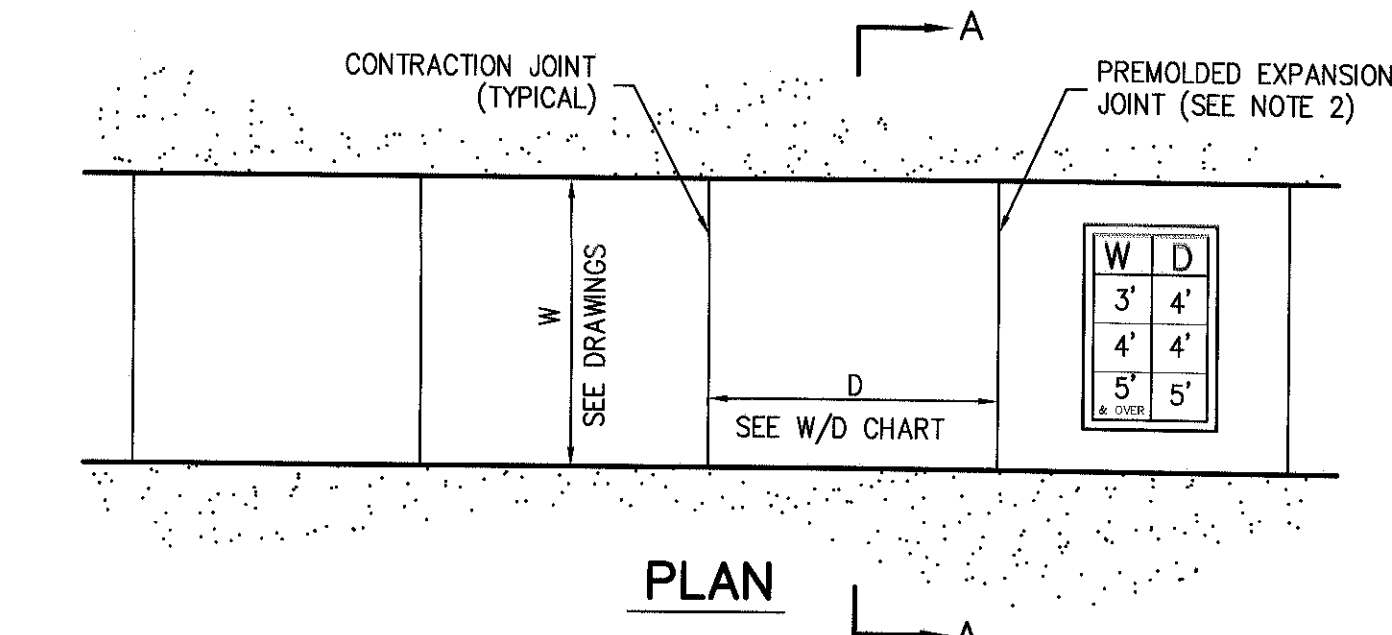 A
CONTRACTION JOINT
(TYPICAL)
PREMOLDED EXPANSION
JOINT (SEE NOTE 2)
W
SEE DRAWINGS
D
SEE W/D CHART
W D
3' 4'
4' 4'
5' 5'
& OVER
PLAN
A